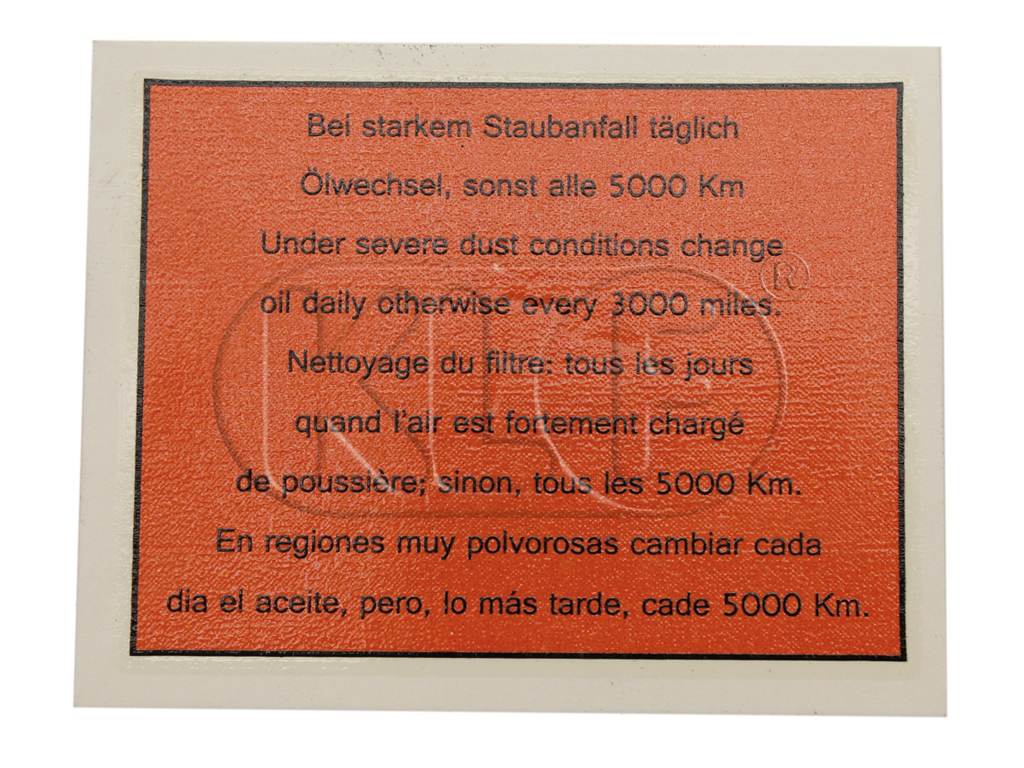 Bei starkem Staubanfall täglich
Ölwechsel, sonst alle 5000 Km
Under severe dust conditions change
oil daily otherwise every 3000 miles.
Nettoyage du filtre: tous les jours
quand l'air est fortement chargé
de poussière; sinon, tous les 5000 Km.
En regiones muy polvorosas cambiar cada
dia el aceite, pero, lo más tarde, cade 5000 Km.
KLF®